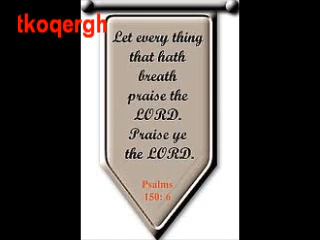 tkoqergh
Let every thing
that hath
breath
praise the
LORD.
Praise ye
the LORD.
Psalms
150: 6